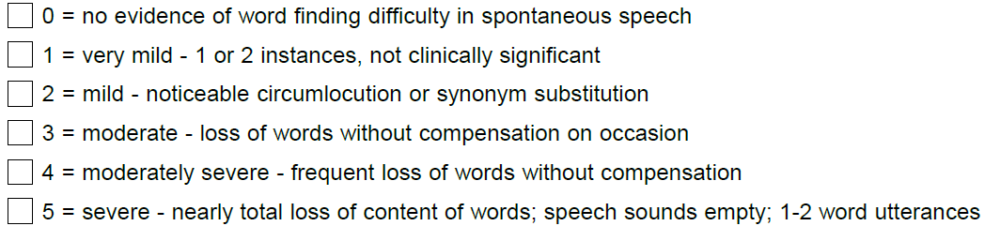 0 = no evidence of word finding difficulty in spontaneous speech
1 = very mild - 1 or 2 instances, not clinically significant
2 = mild - noticeable circumlocution or synonym substitution
3 = moderate - loss of words without compensation on occasion
4 = moderately severe - frequent loss of words without compensation
5 = severe - nearly total loss of content of words; speech sounds empty; 1-2 word utterances